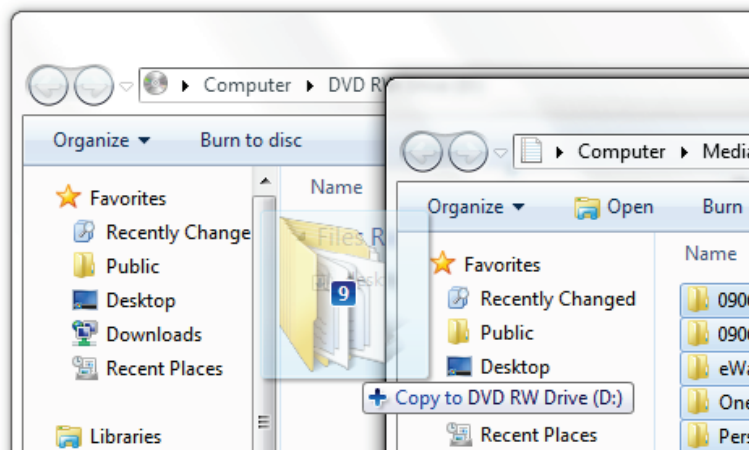 Computer DVD RW
Organize Burn to disc
Name
Favorites
Recently Change
Public
Desktop
Downloads
Recent Places
Libraries
Files R
9
Copy to DVD RW Drive (D:)
Computer Media
Organize Open Burn
Name
Favorites
Recently Changed
Public
Desktop
Recent Places
090
090
eWa
One
Pers